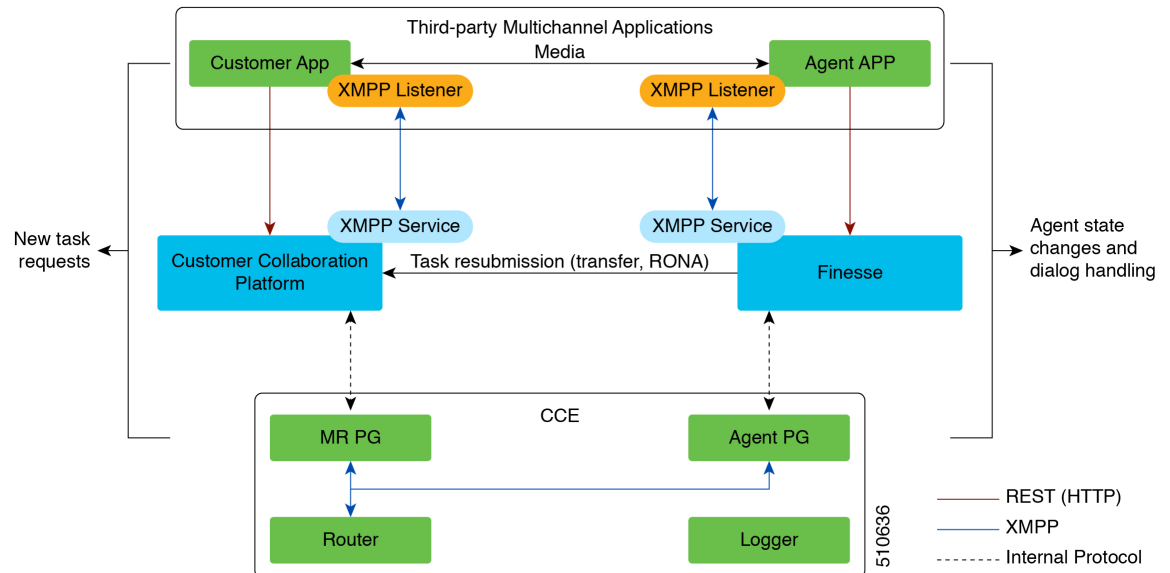 Third-party Multichannel Applications
Media
Customer App
Agent APP
XMPP Listener
XMPP Listener
XMPP Service
XMPP Service
New task
requests
Customer Collaboration
Platform
Task resubmission (transfer, RONA)
Finesse
Agent state
changes and
dialog handling
CCE
MR PG
Agent PG
Router
Logger
510636
REST (HTTP)
XMPP
Internal Protocol